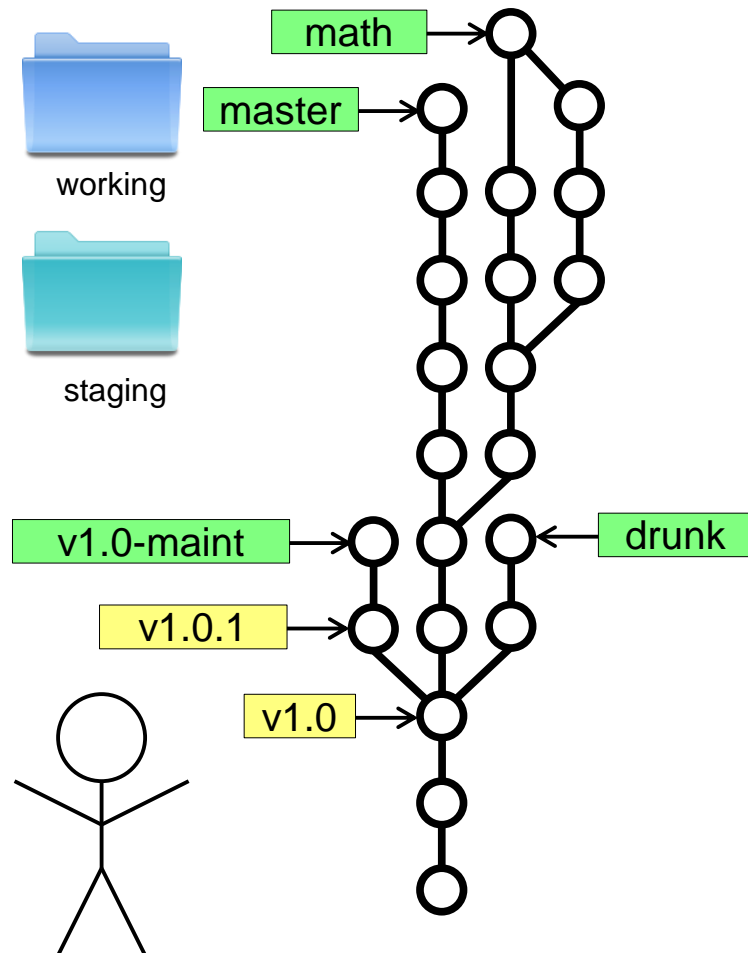 math
master
working
staging
v1.0-maint
drunk
v1.0.1
v1.0